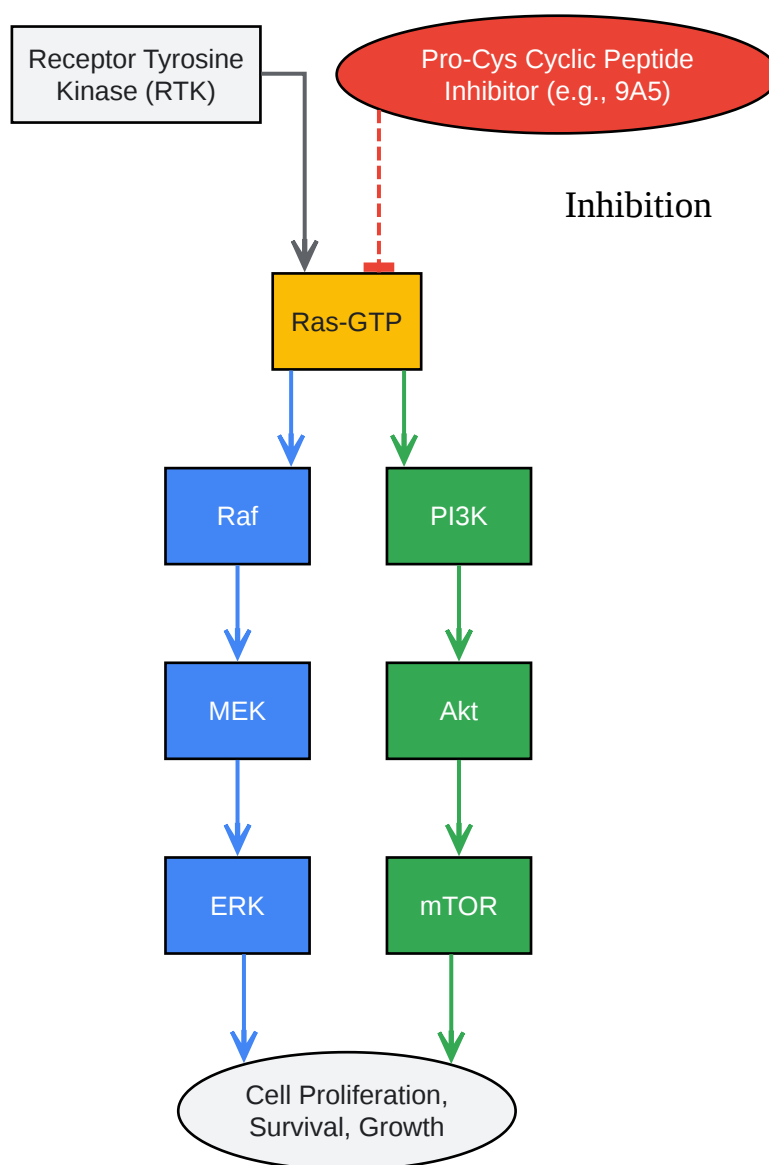 Receptor Tyrosine
Kinase (RTK)
Pro-Cys Cyclic Peptide
Inhibitor (e.g., 9A5)
Inhibition
Ras-GTP
Raf
PI3K
MEK
Akt
ERK
mTOR
Cell Proliferation,
Survival, Growth